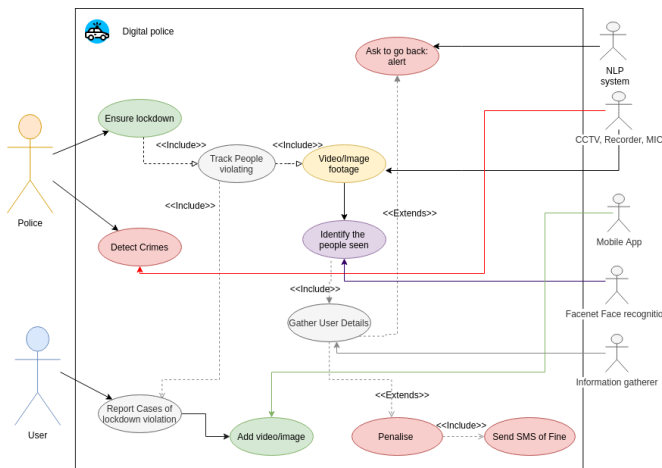 Digital police
Ask to go back:
alert
NLP
system
Ensure lockdown
CCTV, Recorder, MIC
<<Include>>
<<Include>>
Track People
violating
Video/Image
footage
Police
<<Include>>
<<Extends>>
Identify the
people seen
Detect Crimes
Mobile App
<<Include>>
Facenet Face recognitio
Gather User Details
Information gatherer
<<Extends>>
Report Cases of
lockdown violation
User
Add video/Image
Penalise
<<Include>>
Send SMS of Fine